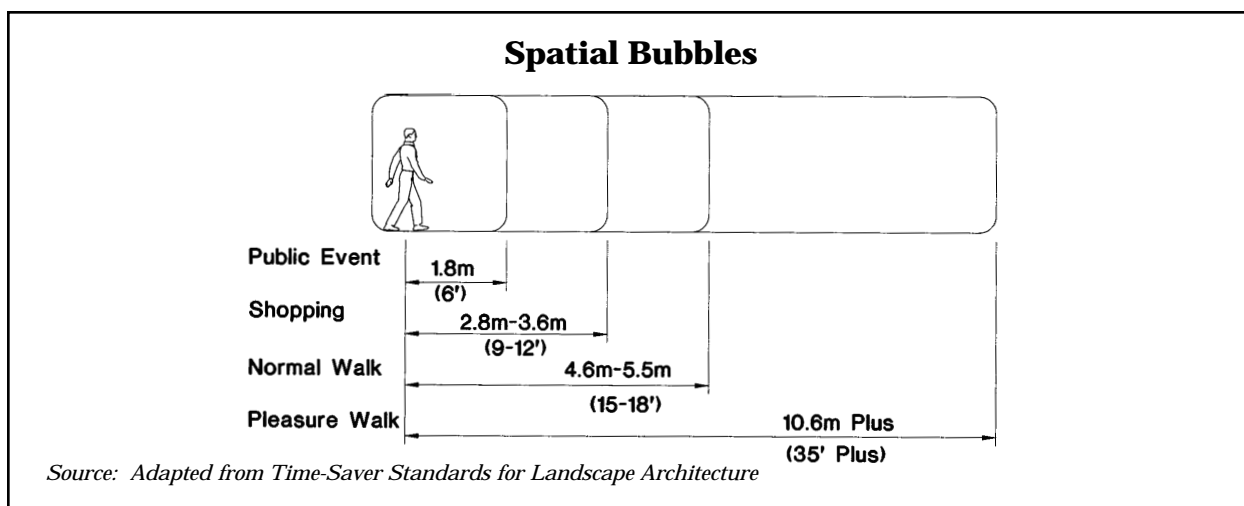 Spatial Bubbles
Public Event
1.8m
(6')
Shopping
2.8m-3.6m
(9-12')
Normal Walk
4.6m-5.5m
(15-18')
Pleasure Walk
10.6m Plus
(35' Plus)
Source: Adapted from Time-Saver Standards for Landscape Architecture